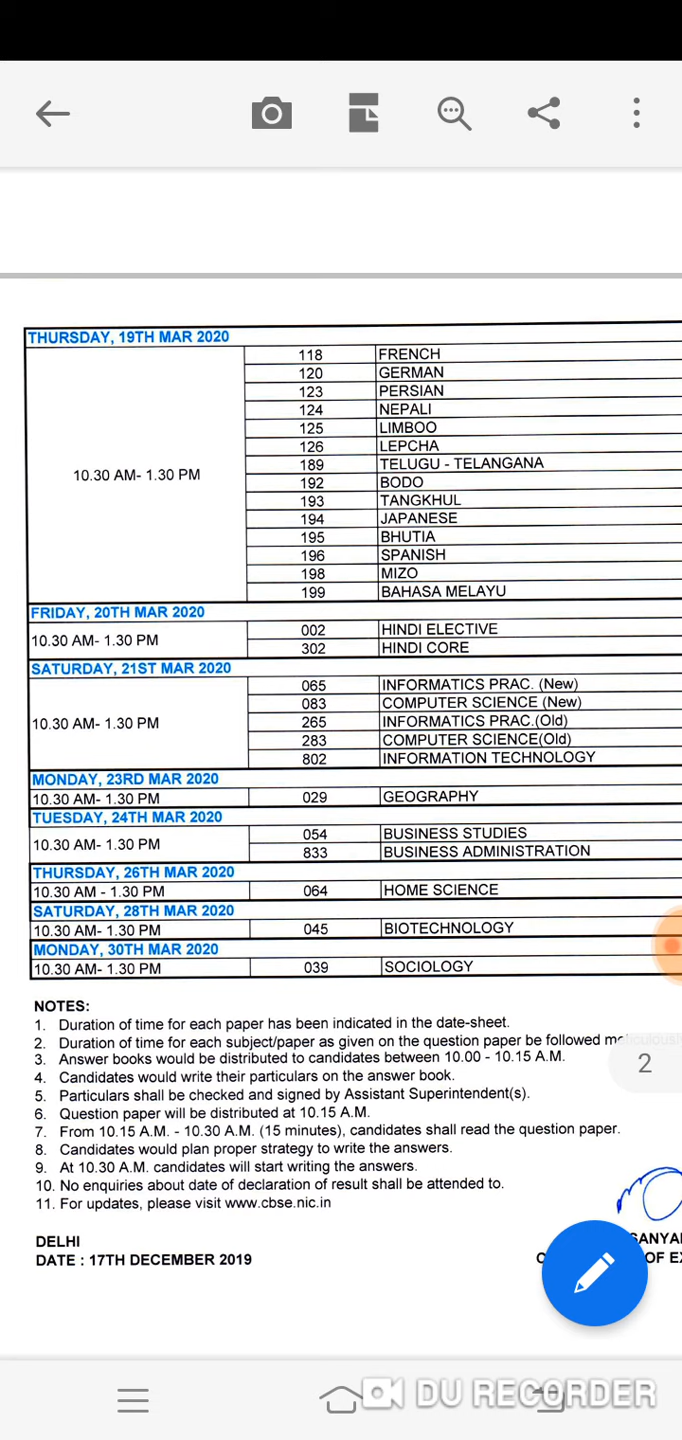 THURSDAY, 19TH MAR 2020
10.30 AM- 1.30 PM
118 FRENCH
120 GERMAN
123 PERSIAN
124 NEPALI
125 LIMBOO
126 LEPCHA
189 TELUGU - TELANGANA
192 BODO
193 TANGKHUL
194 JAPANESE
195 BHUTIA
196 SPANISH
198 MIZO
199 BAHASA MELAYU
FRIDAY, 20TH MAR 2020
10.30 AM- 1.30 PM
002 HINDI ELECTIVE
302 HINDI CORE
SATURDAY, 21ST MAR 2020
10.30 AM- 1.30 PM
065 INFORMATICS PRAC. (New)
083 COMPUTER SCIENCE (New)
265 INFORMATICS PRAC.(Old)
283 COMPUTER SCIENCE(Old)
802 INFORMATION TECHNOLOGY
MONDAY, 23RD MAR 2020
10.30 AM- 1.30 PM 029 GEOGRAPHY
TUESDAY, 24TH MAR 2020
10.30 AM- 1.30 PM
054 BUSINESS STUDIES
833 BUSINESS ADMINISTRATION
THURSDAY, 26TH MAR 2020
10.30 AM - 1.30 PM 064 HOME SCIENCE
SATURDAY, 28TH MAR 2020
10.30 AM- 1.30 PM 045 BIOTECHNOLOGY
MONDAY, 30TH MAR 2020
10.30 AM- 1.30 PM 039 SOCIOLOGY
NOTES:
1. Duration of time for each paper has been indicated in the date-sheet.
2. Duration of time for each subject/paper as given on the question paper be followed meticulously
3. Answer books would be distributed to candidates between 10.00 - 10.15 A.M.
2
4. Candidates would write their particulars on the answer book.
5. Particulars shall be checked and signed by Assistant Superintendent(s).
6. Question paper will be distributed at 10.15 A.M.
7. From 10.15 A.M. - 10.30 A.M. (15 minutes), candidates shall read the question paper.
8. Candidates would plan proper strategy to write the answers.
9. At 10.30 A.M. candidates will start writing the answers.
10. No enquiries about date of declaration of result shall be attended to.
11. For updates, please visit www.cbse.nic.in
DELHI
DATE : 17TH DECEMBER 2019
OF
DU RECORDER